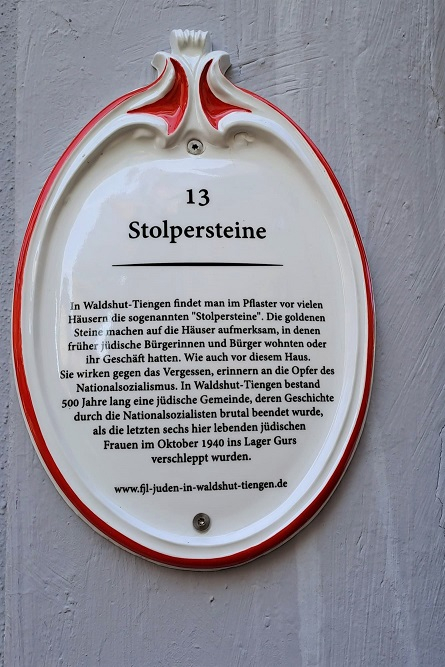 13
Stolpersteine
In Waldshut-Tiengen findet man im Pflaster vor vielen
Häusern die sogenannten "Stolpersteine". Die goldenen
Steine machen auf die Häuser aufmerksam, in denen
früher jüdische Bürgerinnen und Bürger wohnten oder
ihr Geschäft hatten. Wie auch vor diesem Haus.
Sie wirken gegen das Vergessen, erinnern an die Opfer des
Nationalsozialismus. In Waldshut-Tiengen bestand
500 Jahre lang eine jüdische Gemeinde, deren Geschichte
durch die Nationalsozialisten brutal beendet wurde,
als die letzten sechs hier lebenden jüdischen
Frauen im Oktober 1940 ins Lager Gurs
verschleppt wurden.
www.fjl-juden-in-waldshut-tiengen.de